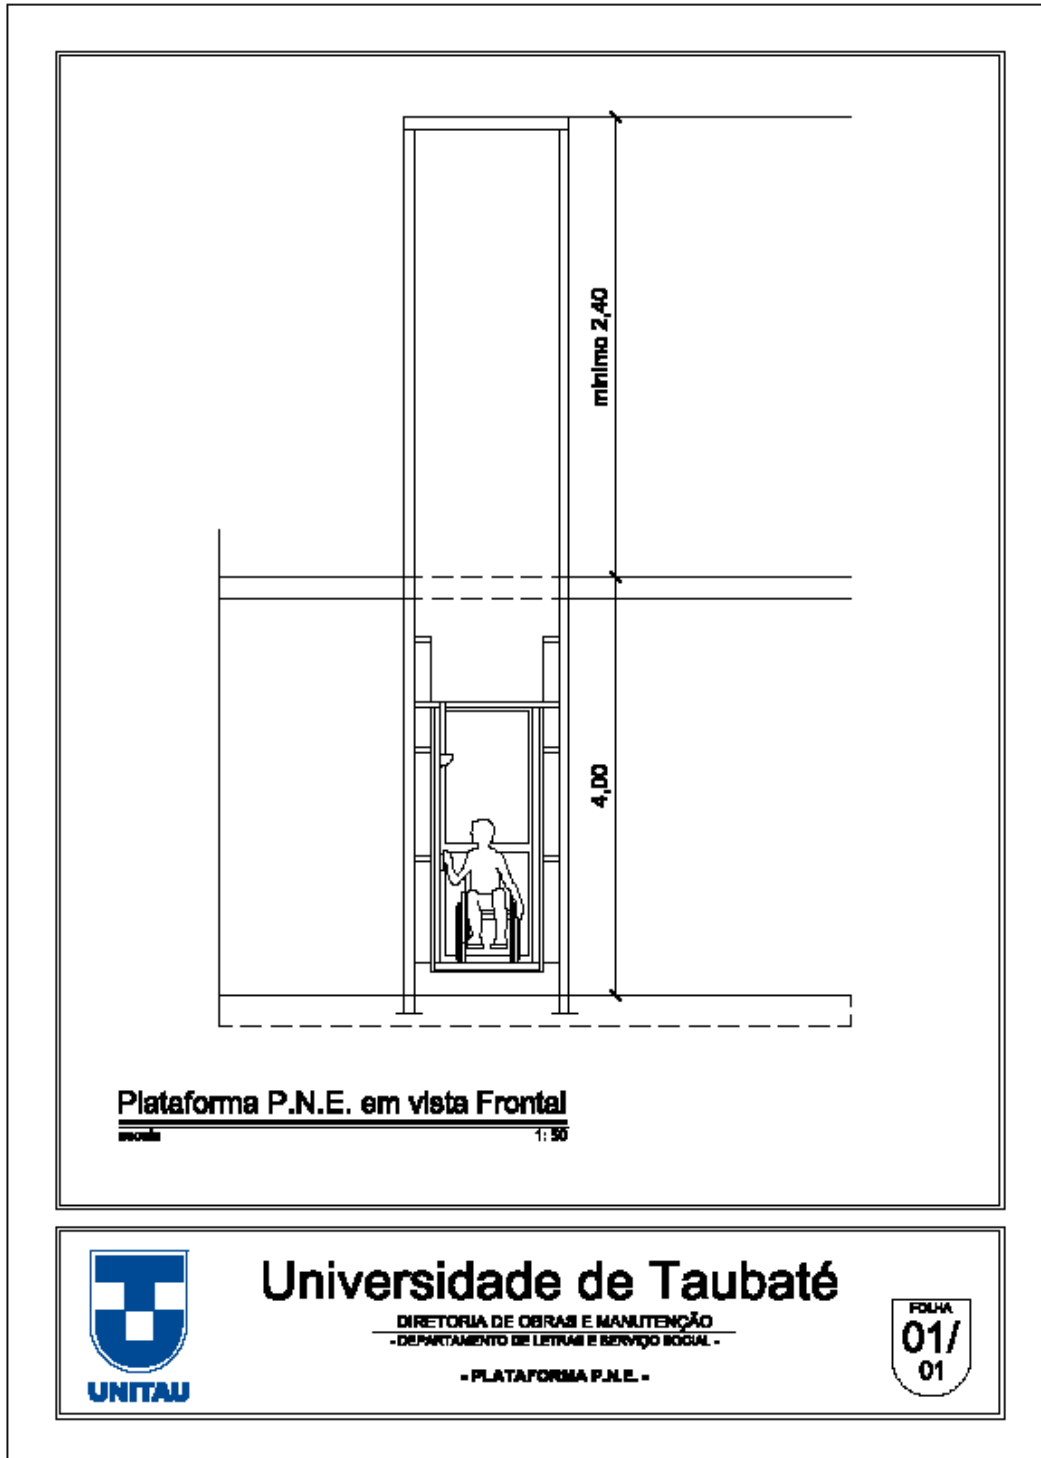 mínimo 2,40
4,00
Plataforma P.N.E. em vista Frontal
escala 1: 50
Universidade de Taubaté
DIRETORIA DE OBRAS E MANUTENÇÃO
- DEPARTAMENTO DE LETRAS E SERVIÇO SOCIAL -
- PLATAFORMA P.N.E. -
UNITAU
FOLHA
01/
01